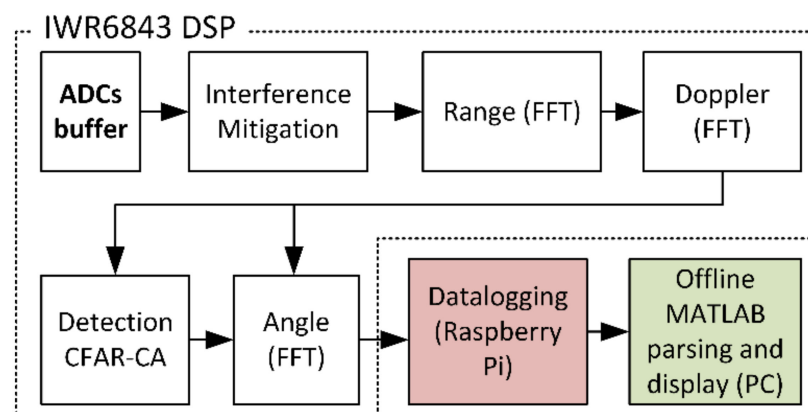 IWR6843 DSP
ADCs
buffer
Interference
Mitigation
Range (FFT)
Doppler
(FFT)
Detection
CFAR-CA
Angle
(FFT)
Datalogging
(Raspberry
Pi)
Offline
MATLAB
parsing and
display (PC)